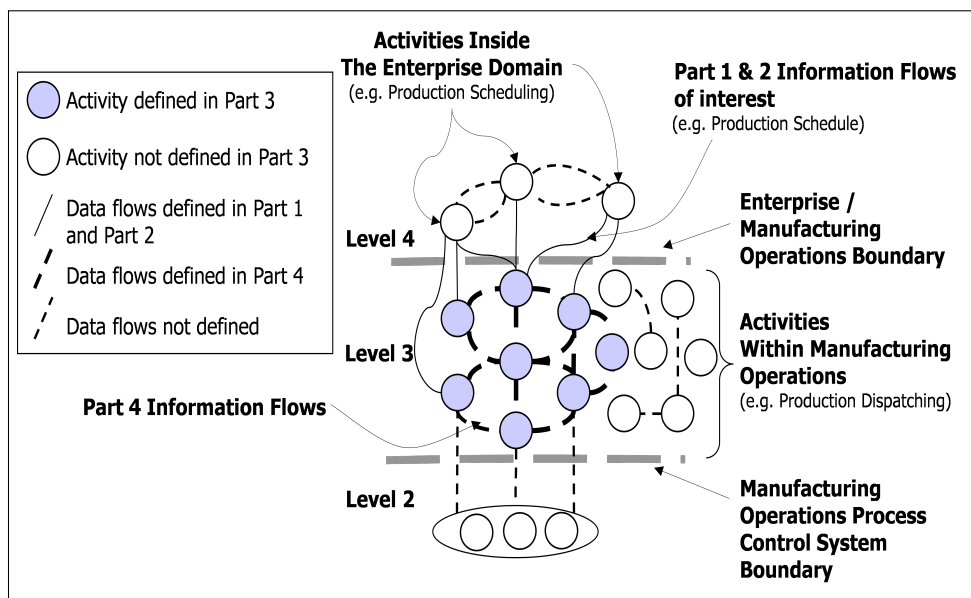 Activities Inside
The Enterprise Domain
(e.g. Production Scheduling)
Part 1 & 2 Information Flows
of interest
(e.g. Production Schedule)
Activity defined in Part 3
Activity not defined in Part 3
Data flows defined in Part 1
and Part 2
Data flows defined in Part 4
Data flows not defined
Level 4
Enterprise /
Manufacturing
Operations Boundary
Level 3
Activities
Within Manufacturing
Operations
(e.g. Production Dispatching)
Part 4 Information Flows
Level 2
Manufacturing
Operations Process
Control System
Boundary